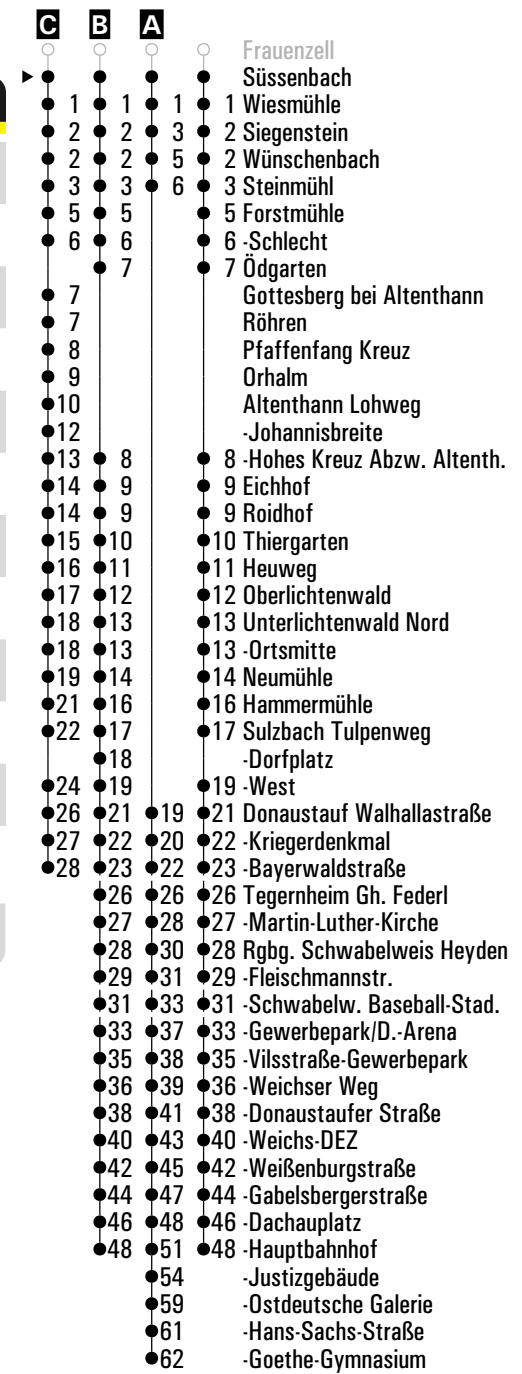 C B A
Frauenzell
Süssenbach
1 1 1 1 Wiesmühle
2 2 3 2 Siegenstein
2 2 5 2 Wünschenbach
3 3 6 3 Steinmühl
5 5 5 Forstmühle
6 6 6 -Schlecht
7 7 Ödgarten
7 Gottesberg bei Altenthann
7 Röhren
8 Pfaffenfang Kreuz
9 Orhalm
10 Altenthann Lohweg
12 -Johannisbreite
13 8 8 -Hohes Kreuz Abzw. Altenth.
14 9 9 Eichhof
14 9 9 Roidhof
15 10 10 Thiergarten
16 11 11 Heuweg
17 12 12 Oberlichtenwald
18 13 13 Unterlichtenwald Nord
18 13 13 -Ortsmitte
19 14 14 Neumühle
21 16 16 Hammermühle
22 17 17 Sulzbach Tulpenweg
18 -Dorfplatz
24 19 19 -West
26 21 19 21 Donaustauf Walhallastraße
27 22 20 22 -Kriegerdenkmal
28 23 22 23 -Bayerwaldstraße
26 26 26 Tegernheim Gh. Federl
27 28 27 -Martin-Luther-Kirche
28 30 28 Rgbg. Schwabelweis Heyden
29 31 29 -Fleischmannstr.
31 33 31 -Schwabelw. Baseball-Stad.
33 37 33 -Gewerbepark/D.-Arena
35 38 35 -Vilsstraße-Gewerbepark
36 39 36 -Weichser Weg
38 41 38 -Donaustaufer Straße
40 43 40 -Weichs-DEZ
42 45 42 -Weißenburgstraße
44 47 44 -Gabelsbergerstraße
46 48 46 -Dachauplatz
48 51 48 -Hauptbahnhof
54 -Justizgebäude
59 -Ostdeutsche Galerie
61 -Hans-Sachs-Straße
62 -Goethe-Gymnasium